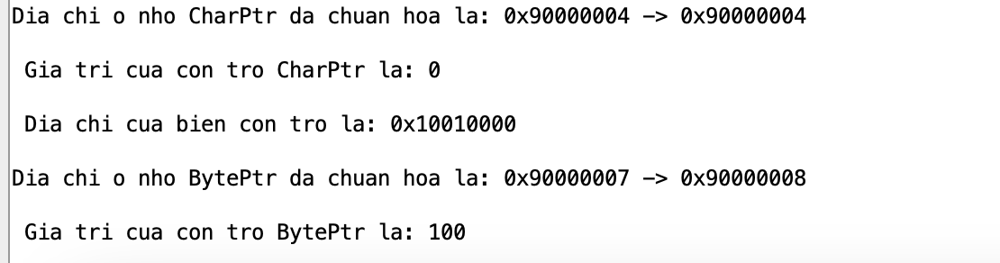 Dia chi o nho CharPtr da chuan hoa la: 0x90000004 -> 0x90000004
Gia tri cua con tro CharPtr la: 0
Dia chi cua bien con tro la: 0x10010000
Dia chi o nho BytePtr da chuan hoa la: 0x90000007 -> 0x90000008
Gia tri cua con tro BytePtr la: 100